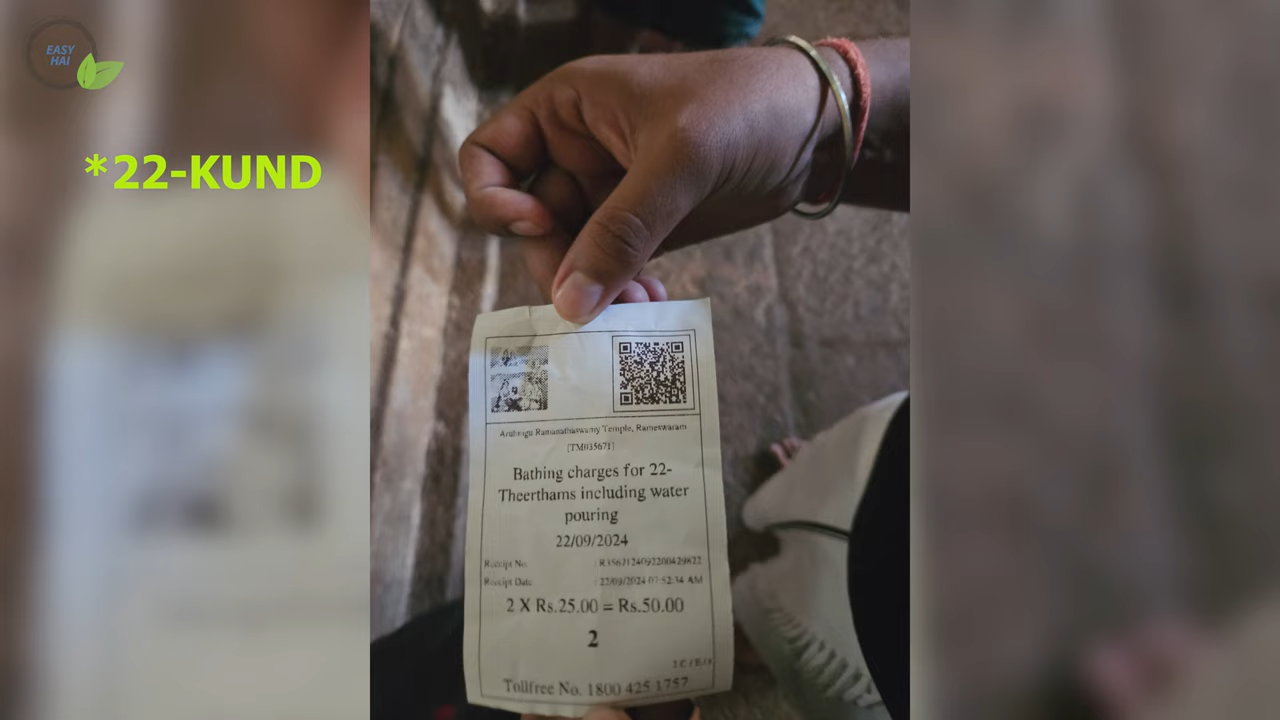 EASY
HAI
*22-KUND
Arulmigu Ramanathaswamy Temple, Rameswaram
[TM035671]
Bathing charges for 22-
Theerthams including water
pouring
22/09/2024
Receipt No. :
Receipt Date : 22/09/2024 07:52:34 AM
2 X Rs.25.00 = Rs.50.00
2
Tollfree No. 1800 425 1757